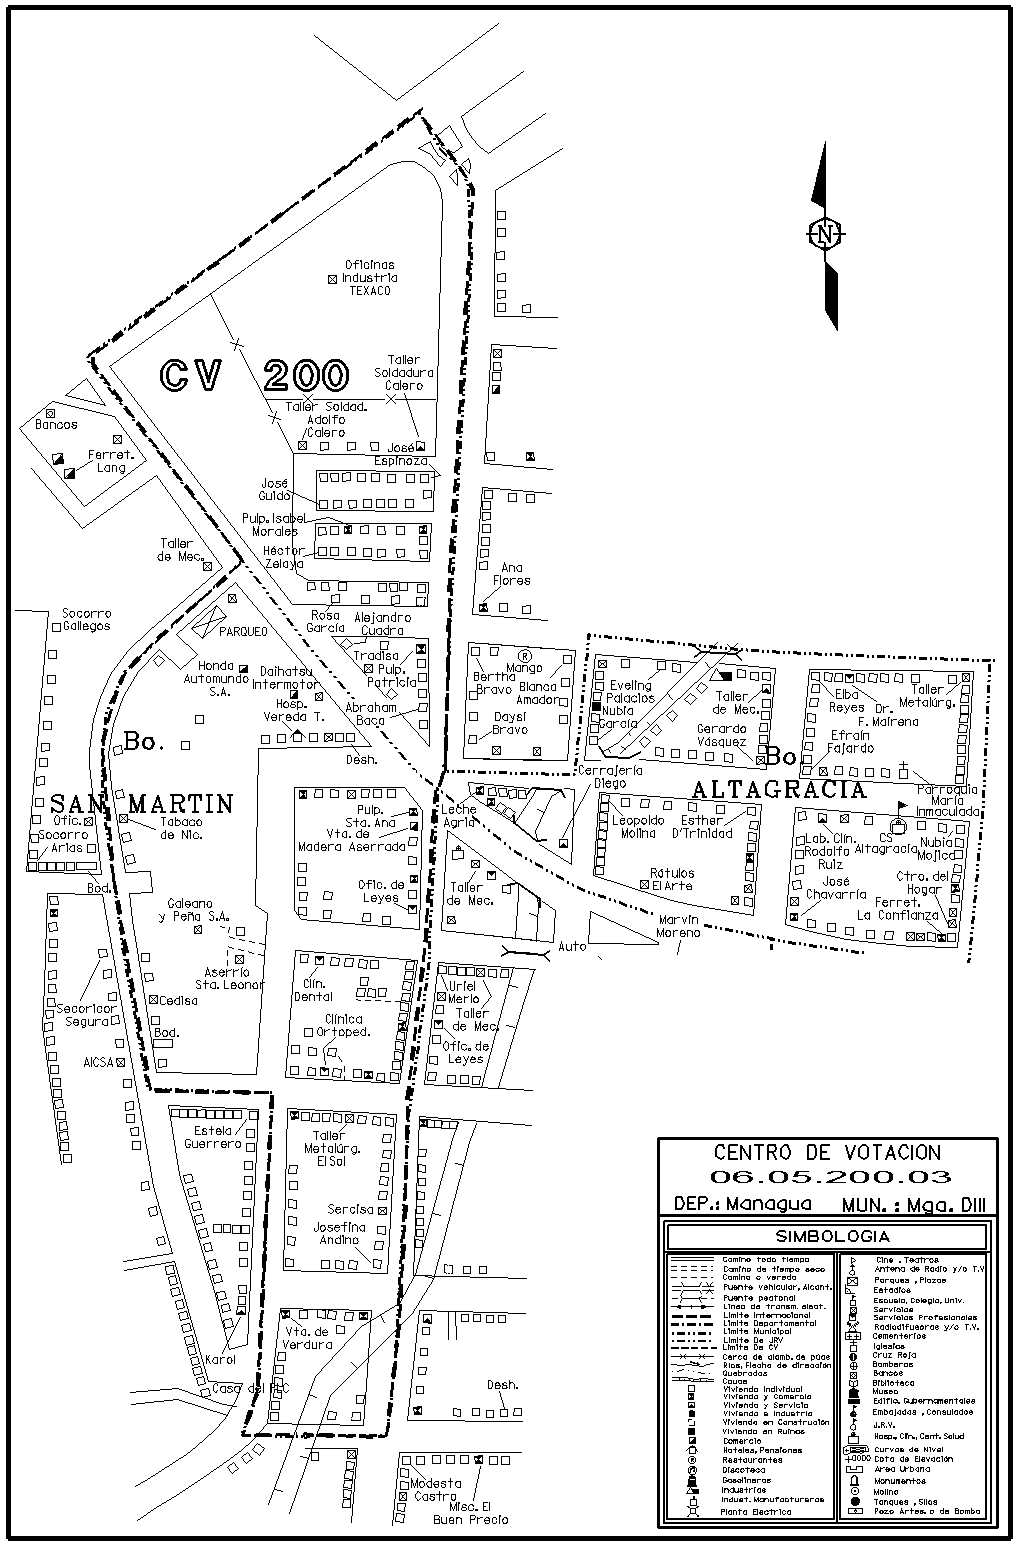 Oficinas
Industria
TEXACO
CV 200
Taller
Soldadura
Calero
Taller Soldad.
Adolfo
Calero
José
Espinoza
Bancos
Ferret.
Lang
José
Guido
Pulp. Isabel
Morales
Héctor
Zelaya
Taller
de Mec.
Ana
Flores
Socorro
Gallegos
Rosa
García
Alejandro
Cuadra
PARQUEO
Tradisa
Pulp.
Patricia
Honda
Automundo
S.A.
Daihatsu
Intermotor
Hosp.
Vereda T.
Abraham
Baca
Desh.
Mango
Bertha
Bravo
Blanca
Amador
Daysi
Bravo
Eveling
Palacios
Nubia
García
Taller
de Mec.
Gerardo
Vásquez
Elba
Reyes
Dr.
F. Mairena
Taller
Metalúrg.
Efraín
Fajardo
Bo.
SAN MARTIN
Bo.
ALTAGRACIA
Cerrajería
Diego
Parroquia
María
Inmaculada
Ofic.
Socorro
Arias
Bod.
Tabaco
de Nic.
Pulp.
Sta. Ana
Vta. de
Madera Aserrada
Ofic. de
Leyes
Leche
Agria
Taller
de Mec.
Leopoldo
Molina
Esther
D'Trinidad
Rótulos
El Arte
Lab. Clín.
Rodolfo
Ruiz
CS
Altagracia
Nubia
Mojica
José
Chavarría
Ctro. del
Hogar
Ferret.
La Confianza
Marvin
Moreno
Auto
Galeano
y Peña S.A.
Aserrío
Sta. Leonor
Cedisa
Bod.
Secoricor
Segura
AICSA
Clín.
Dental
Clínica
Ortoped.
Uriel
Merlo
Taller
de Mec.
Ofic. de
Leyes
Estela
Guerrero
Taller
Metalúrg.
El Sol
Sercisa
Josefina
Andino
Vta. de
Verdura
Karol
Casa del PLC
Desh.
Modesta
Castro
Misc. El
Buen Precio
N
CENTRO DE VOTACION
06.05.200.03
DEP.: Managua MUN. : Mga. DIII
SIMBOLOGIA
Camino todo tiempo
Camino de tiempo seco
Camino o vereda
Puente vehicular, Alcant.
Puente peatonal
Linea de transm. elect.
Limite Internacional
Limite Departamental
Limite Municipal
Limite De JRV
Limite De CV
Cerca de alamb. de púas
Rios, Flecha de dirección
Quebradas
Cauce
Vivienda Individual
Vivienda y Comercio
Vivienda y Servicio
Vivienda e Industria
Vivienda en Construcción
Vivienda en Ruinas
Comercio
Hoteles, Pensiones
Restaurantes
Discoteca
Gasolineras
Industrias
Indust. Manufactureras
Planta Electrica
Cine , Teatros
Antena de Radio y/o T.V
Parques , Plazas
Estadios
Escuela, Colegio, Univ.
Servicios
Servicios Profesionales
Radiodifusoras y/o T.V.
Cementerios
Iglesias
Cruz Roja
Bomberos
Bancos
Biblioteca
Museo
Edific. Gubernamentales
Embajadas , Consulados
J.R.V.
Hosp., Clin., Cent. Salud
Curvas de Nivel
Cota de Elevación
Area Urbana
Monumentos
Molino
Tanques , Silos
Pozo Artes. o de Bomba